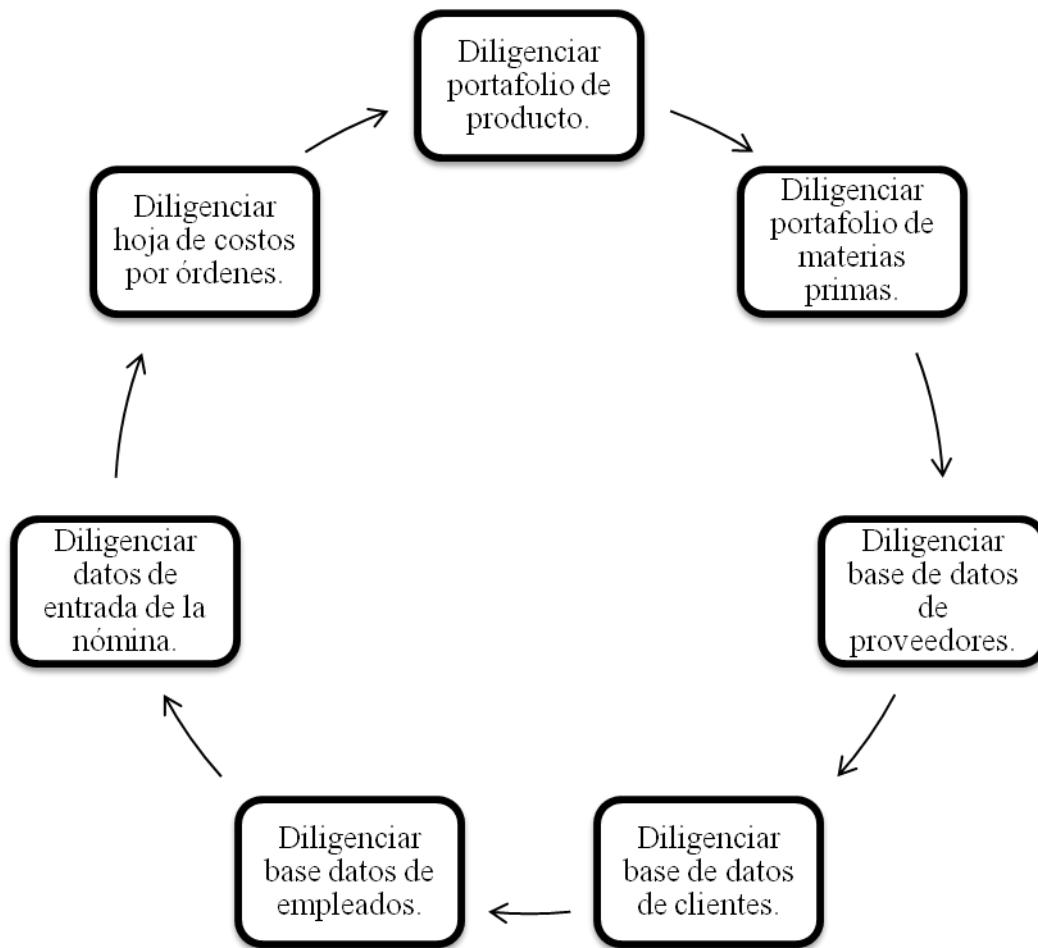 Diligenciar
portafolio de
producto.
Diligenciar
portafolio de
materias
primas.
Diligenciar
base de datos
de
proveedores.
Diligenciar
base de datos
de clientes.
Diligenciar
base datos de
empleados.
Diligenciar
datos de
entrada de la
nómina.
Diligenciar
hoja de costos
por órdenes.